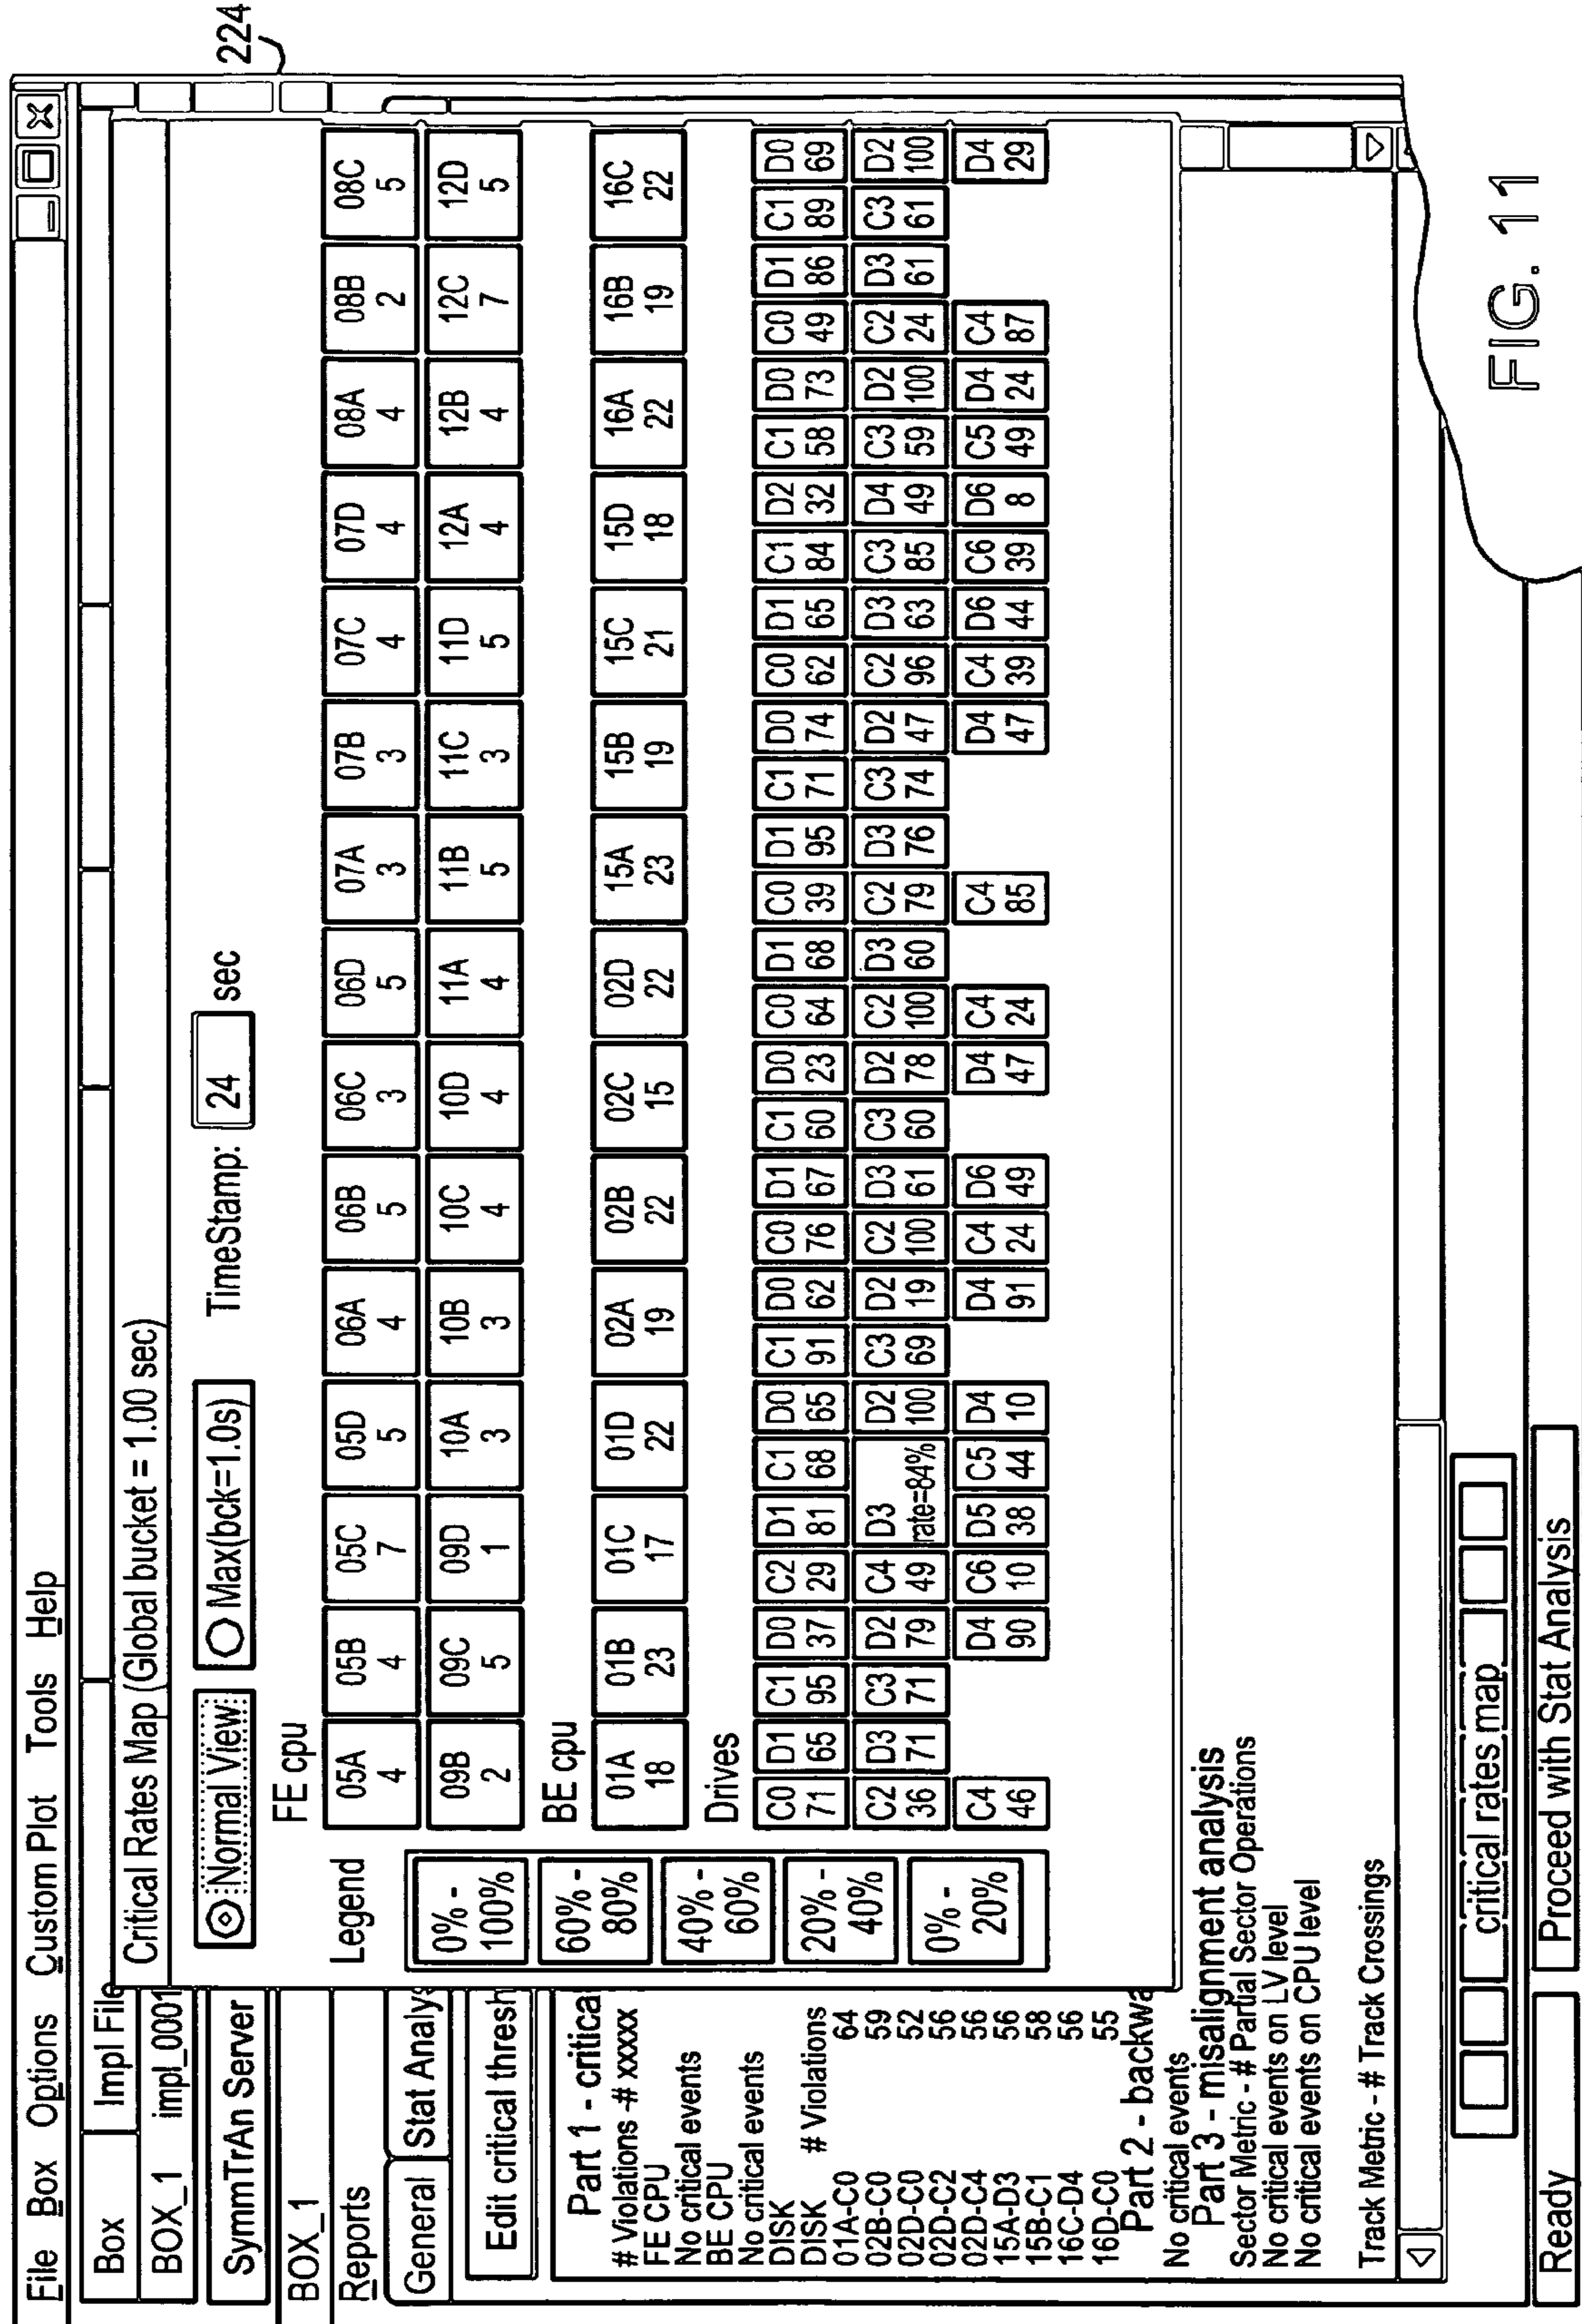 File Box Options Custom Plot Tools Help
Box Impl File
BOX_1 impl_0001
SymmTrAn Server
BOX_1
Reports
General Stat Analys
Edit critical thresh
Part 1 - critical
# Violations -# xxxxx
FE CPU
No critical events
BE CPU
No critical events
DISK
DISK # Violations
01A-C0 64
02B-C0 59
02D-C0 52
02D-C2 56
02D-C4 56
15A-D3 56
15B-C1 58
16C-D4 56
16D-C0 55
Part 2 - backwa
No critical events
Part 3 - misalignment analysis
Sector Metric - # Partial Sector Operations
No critical events on LV level
No critical events on CPU level
Track Metric - # Track Crossings
Critical Rates Map (Global bucket = 1.00 sec)
Normal View: Max(bck=1.0s) TimeStamp: 24 sec
Legend
0% -
100%
60% -
80%
40% -
60%
20% -
40%
0% -
20%
FE cpu
05A 05B 05C 05D 06A 06B 06C 06D 07A 07B 07C 07D 08A 08B 08C
4 4 7 5 4 5 3 5 3 3 4 4 4 2 5
09B 09C 09D 10A 10B 10C 10D 11A 11B 11C 11D 12A 12B 12C 12D
2 5 1 3 3 4 4 4 5 3 5 4 4 7 5
BE cpu
01A 01B 01C 01D 02A 02B 02C 02D 15A 15B 15C 15D 16A 16B 16C
18 23 17 22 19 22 15 22 23 19 21 18 22 19 22
Drives
C0 D1 C1 D0 C2 D1 C1 D0 C1 D0 C0 D1 C1 D0 C0 D1 C0 D1 C1 D0 C0 D1 C1 D2 C1 D0 C0 D1 C1 D0
71 65 95 37 29 81 68 65 91 62 76 67 60 23 64 68 39 95 71 74 62 65 84 32 58 73 49 86 89 69
C2 D3 C3 D2 C4 D3 D2 C3 D2 C2 D3 C3 D2 C2 D3 C2 D3 C3 D2 C2 D3 C3 D4 C3 D2 C2 D3 C3 D2
36 71 71 79 49 rate=84% 100 69 19 100 61 60 78 100 60 79 76 74 47 96 63 85 49 59 100 24 61 61 100
C4 D4 C6 D5 C5 D4 D4 C4 D6 D4 C4 C4 D4 C4 D6 C6 D6 C5 D4 C4 D4
46 90 10 38 44 10 91 24 49 47 24 85 47 39 44 39 8 49 24 87 29
critical rates map
Ready Proceed with Stat Analysis
224
FIG. 11